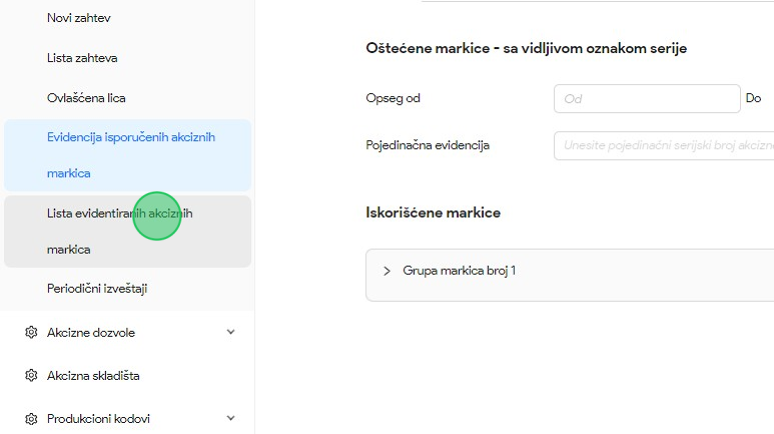 Novi zahtev
Lista zahteva
Ovlašćena lica
Evidencija isporučenih akciznih
markica
Lista evidentiranih akciznih
markica
Periodični izveštaji
Akcizne dozvole
Akcizna skladišta
Produkcioni kodovi
Oštećene markice - sa vidljivom oznakom serije
Opseg od
Od
Do
Pojedinačna evidencija
Unesite pojedinačni serijski broj akcizne
Iskorišćene markice
Grupa markica broj 1